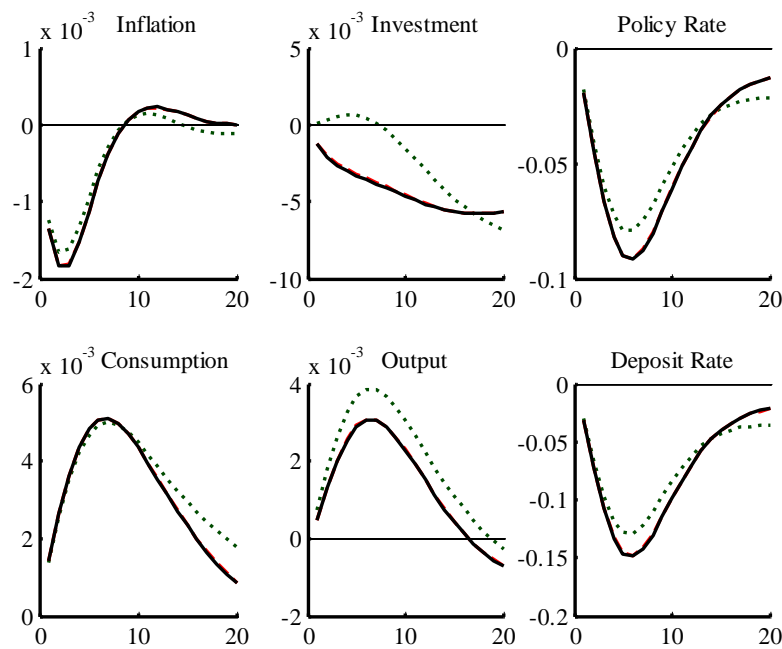 x 10^-3 Inflation
1
0
-1
-2
0 10 20
x 10^-3 Investment
5
0
-5
-10
0 10 20
Policy Rate
0
-0.05
-0.1
0 10 20
x 10^-3 Consumption
6
4
2
0
0 10 20
x 10^-3 Output
4
2
0
-2
0 10 20
Deposit Rate
0
-0.05
-0.1
-0.15
-0.2
0 10 20